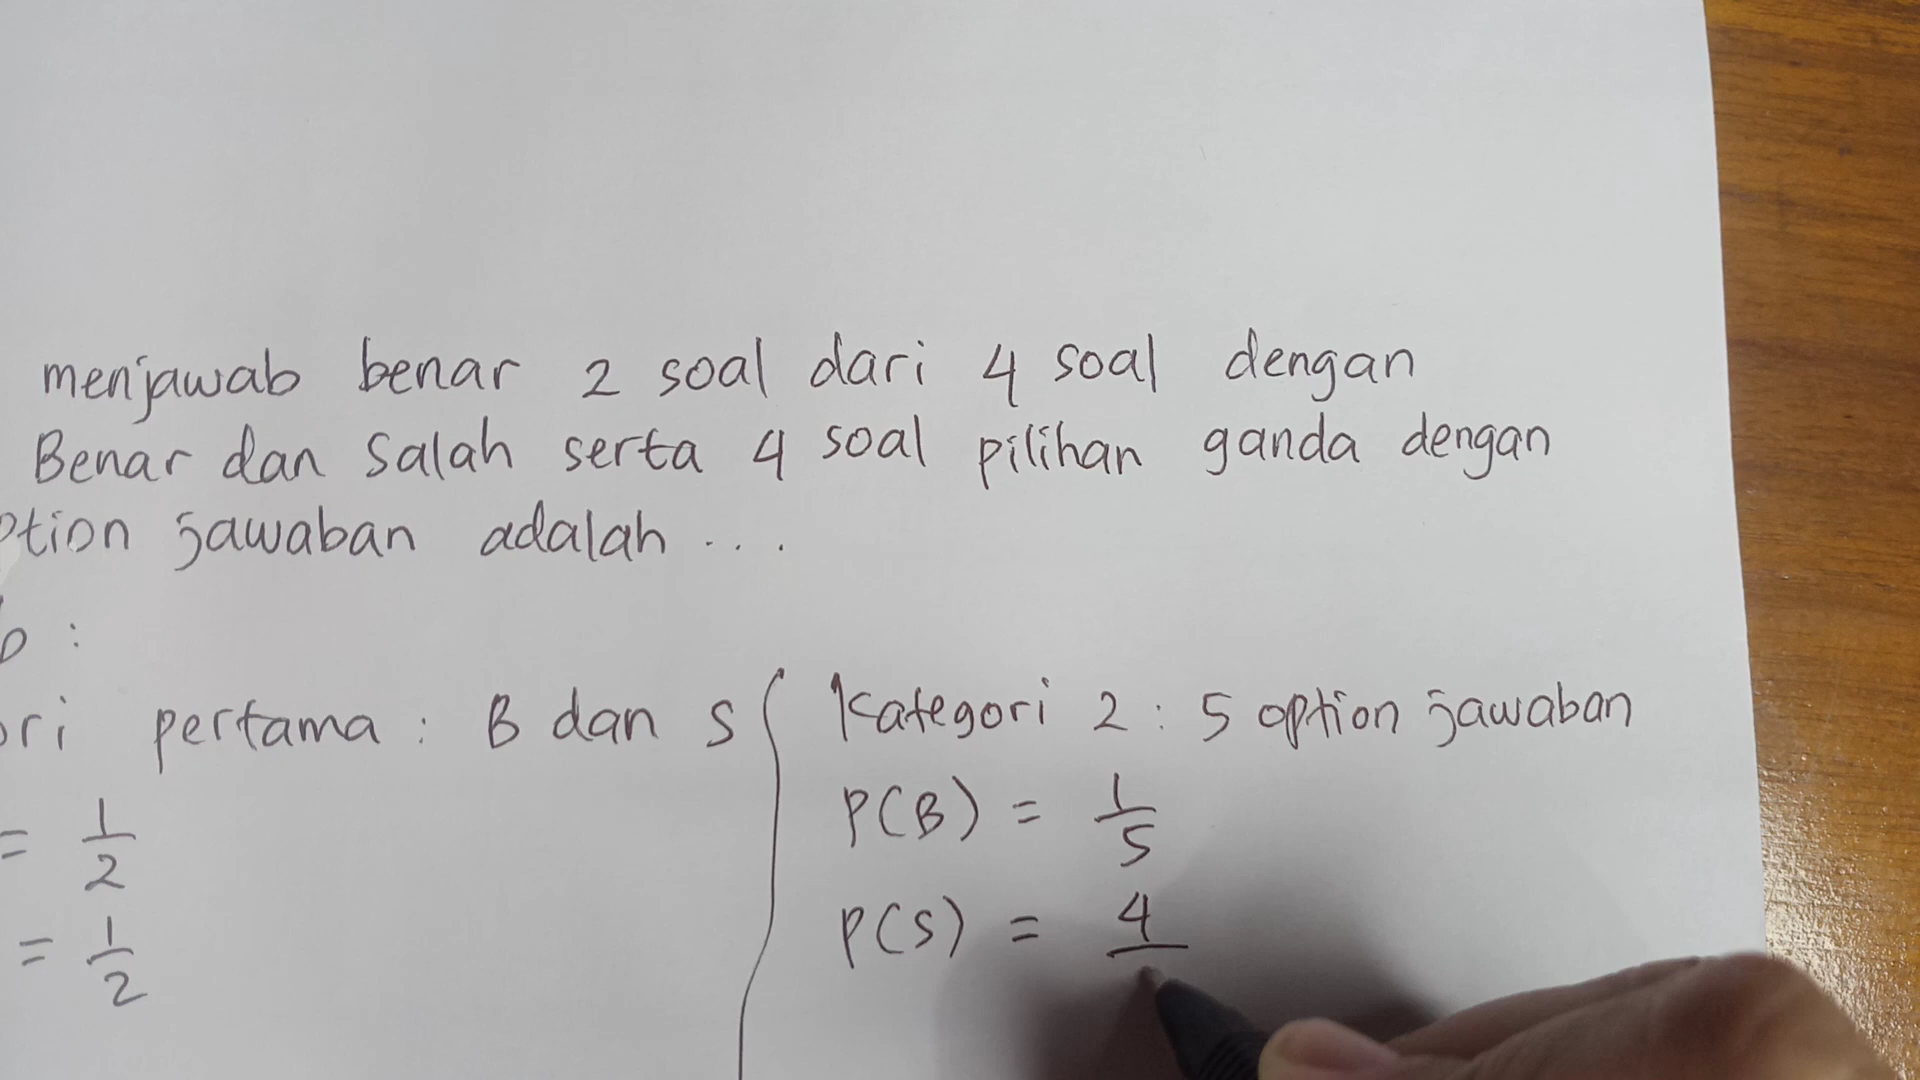 menjawab benar 2 soal dari 4 soal dengan
Benar dan Salah serta 4 soal pilihan ganda dengan
ption jawaban adalah ...
b :
ori pertama : B dan S
= 1/2
= 1/2
Kategori 2 : 5 option jawaban
P(B) = 1/5
P(S) = 4/